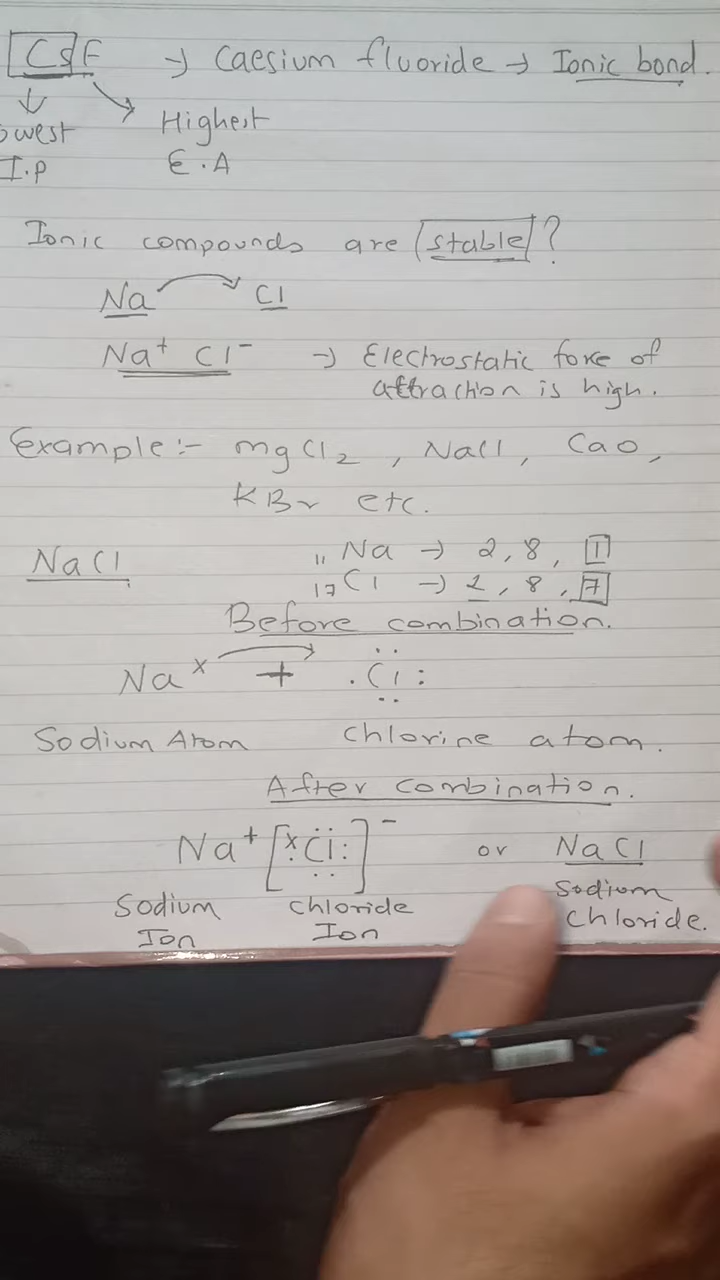 CsF → Caesium fluoride → Ionic bond.
owest Highest
I.P E.A
Ionic compounds are stable ?
Na Cl
Na⁺ Cl⁻ → Electrostatic force of
attraction is high.
Example:- mgCl₂, NaCl, CaO,
KBr etc.
NaCl ₁₁Na → 2, 8, 1
₁₇Cl → 2, 8, 7
Before combination.
Na× + .Cl:
Sodium Atom chlorine atom.
After combination.
Na⁺ [×Cl:]⁻ or NaCl
Sodium chloride Sodium
Ion Ion chloride.